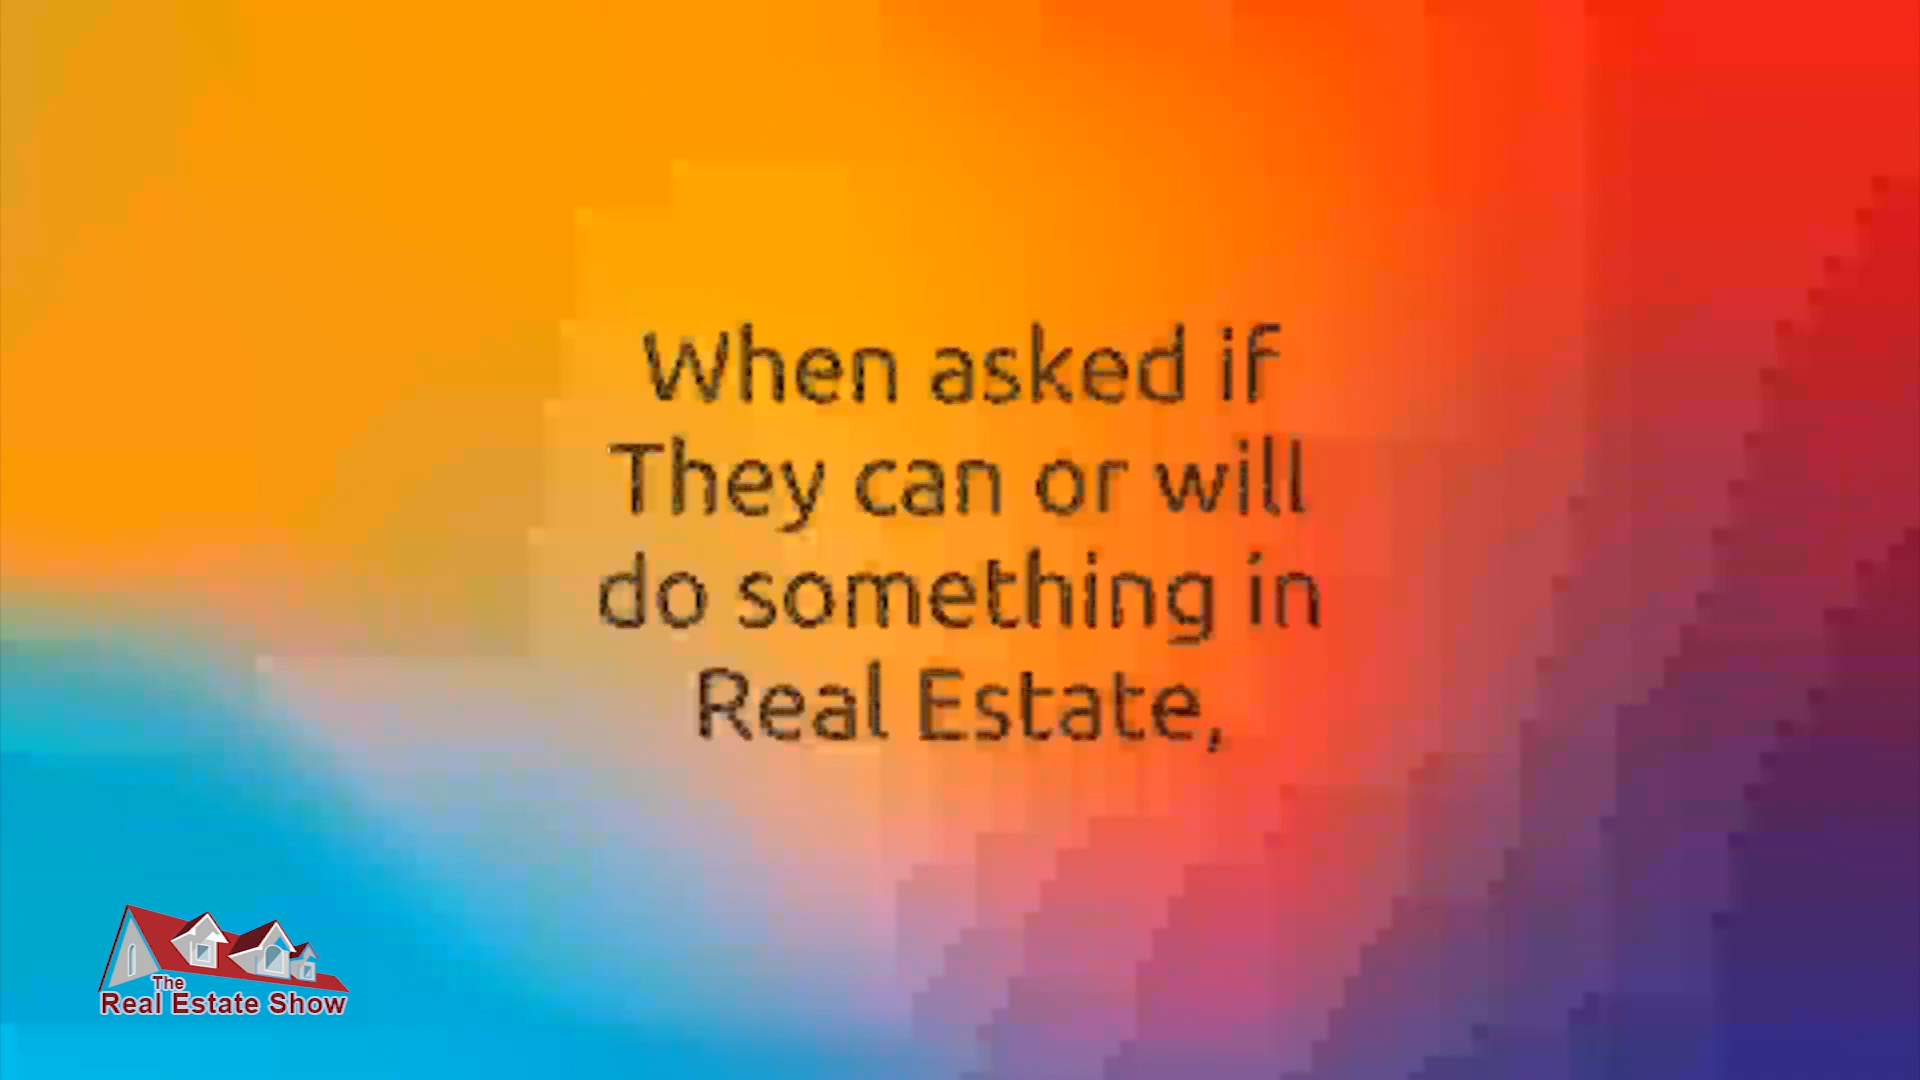 When asked if
They can or will
do something in
Real Estate,
The
Real Estate Show